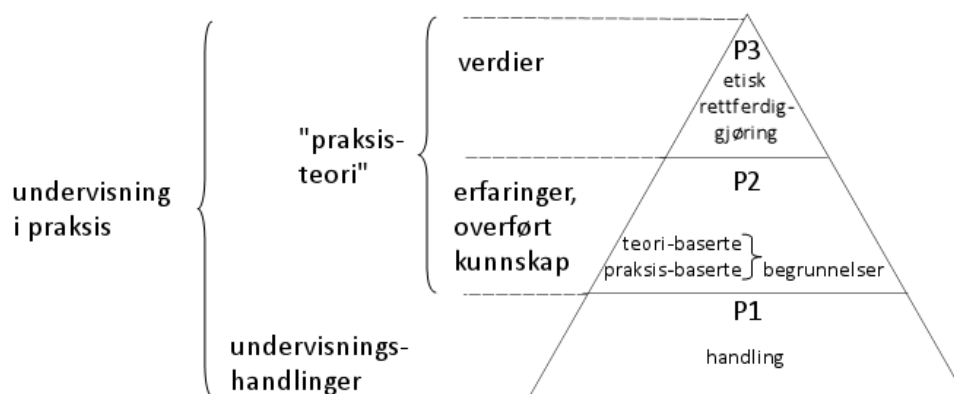 undervisning
i praksis
"praksis-
teori"
undervisnings-
handlinger
verdier
erfaringer,
overført
kunnskap
P3
etisk
rettferdig-
gjøring
P2
teori-baserte
praksis-baserte
begrunnelser
P1
handling